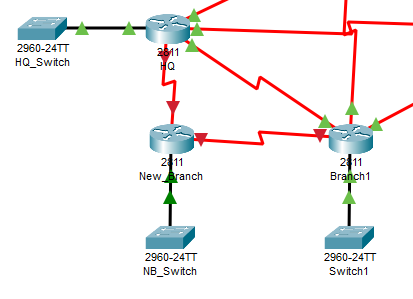 2960-24TT
HQ_Switch
2811
HQ
2811
New_Branch
2811
Branch1
2960-24TT
NB_Switch
2960-24TT
Switch1